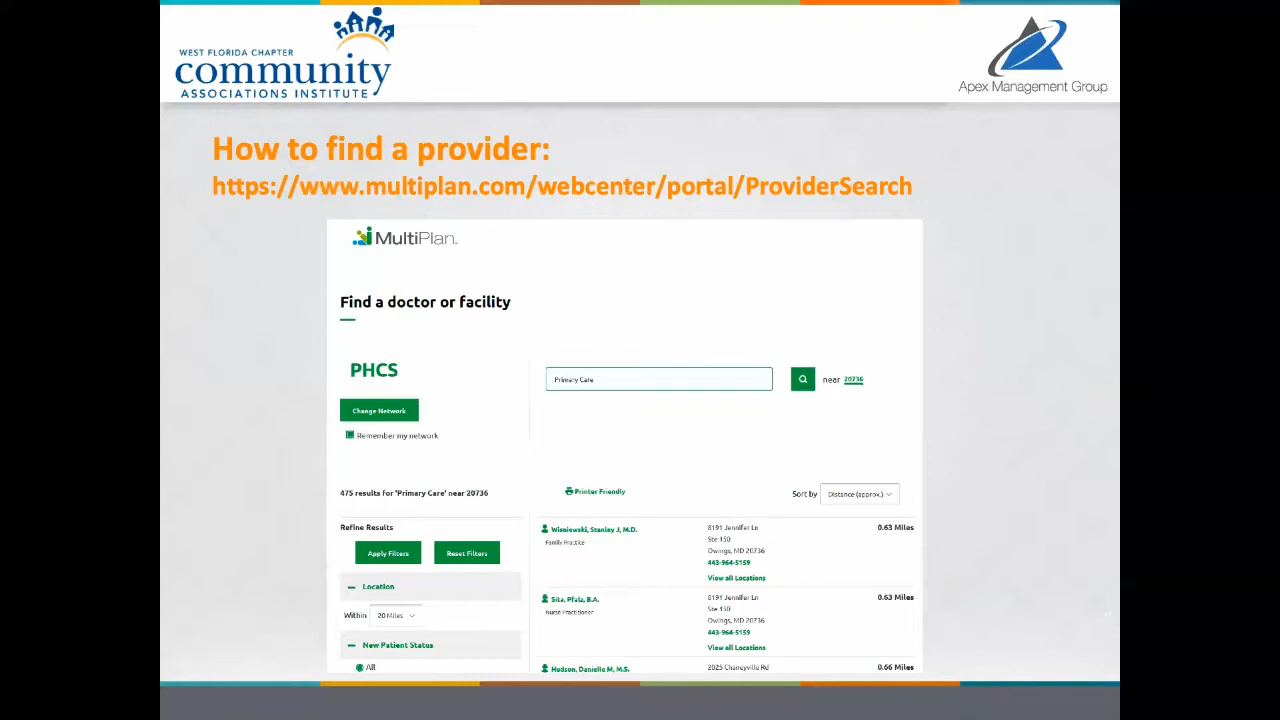 WEST FLORIDA CHAPTER
community
ASSOCIATIONS INSTITUTE
Apex Management Group
How to find a provider:
https://www.multiplan.com/webcenter/portal/ProviderSearch
MultiPlan.
Find a doctor or facility
PHCS
Change Network
Remember my network
Primary Care
near 20736
475 results for 'Primary Care' near 20736
Printer Friendly
Sort by Distance (approx.)
Refine Results
Apply Filters Reset Filters
Location
Within 20 Miles
New Patient Status
All
Wisniewski, Stanley J, M.D.
Family Practice
8191 Jennifer Ln
Ste 150
Owings, MD 20736
443-964-5159
View all Locations
0.63 Miles
Sita, Pfalz, B.A.
Nurse Practitioner
8191 Jennifer Ln
Ste 150
Owings, MD 20736
443-964-5159
View all Locations
0.63 Miles
Hudson, Danielle M, M.S.
2025 Chaneyville Rd
0.66 Miles